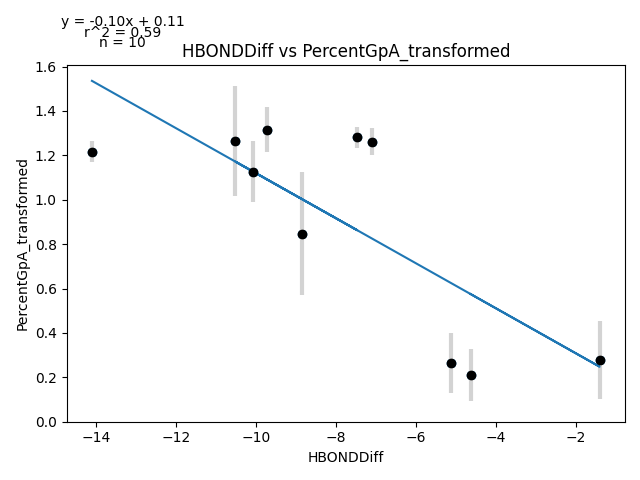 y = -0.10x + 0.11
r^2 = 0.59
n = 10
HBONDDiff vs PercentGpA_transformed
1.6
1.4
1.2
1.0
0.8
0.6
0.4
0.2
0.0
PercentGpA_transformed
−14
−12
−10
−8
−6
−4
−2
HBONDDiff